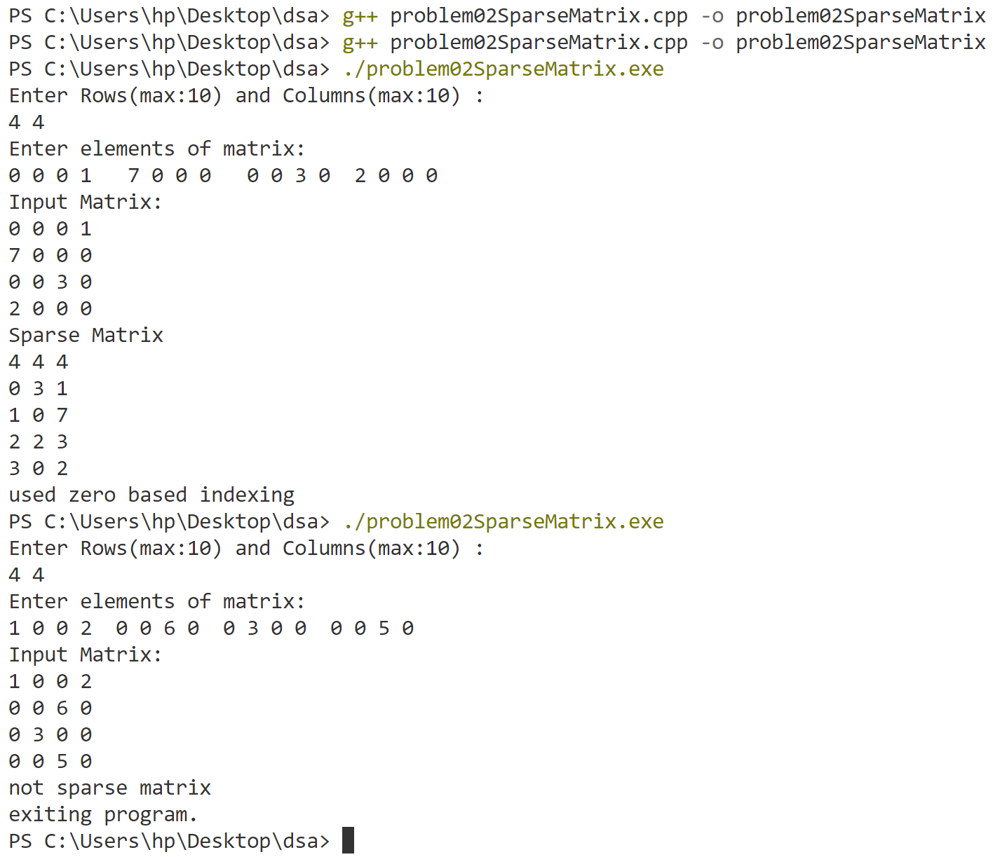 PS C:\Users\hp\Desktop\dsa> g++ problem02SparseMatrix.cpp -o problem02SparseMatrix
PS C:\Users\hp\Desktop\dsa> g++ problem02SparseMatrix.cpp -o problem02SparseMatrix
PS C:\Users\hp\Desktop\dsa> ./problem02SparseMatrix.exe
Enter Rows(max:10) and Columns(max:10) :
4 4
Enter elements of matrix:
0 0 0 1   7 0 0 0   0 0 3 0  2 0 0 0
Input Matrix:
0 0 0 1
7 0 0 0
0 0 3 0
2 0 0 0
Sparse Matrix
4 4 4
0 3 1
1 0 7
2 2 3
3 0 2
used zero based indexing
PS C:\Users\hp\Desktop\dsa> ./problem02SparseMatrix.exe
Enter Rows(max:10) and Columns(max:10) :
4 4
Enter elements of matrix:
1 0 0 2  0 0 6 0  0 3 0 0  0 0 5 0
Input Matrix:
1 0 0 2
0 0 6 0
0 3 0 0
0 0 5 0
not sparse matrix
exiting program.
PS C:\Users\hp\Desktop\dsa>